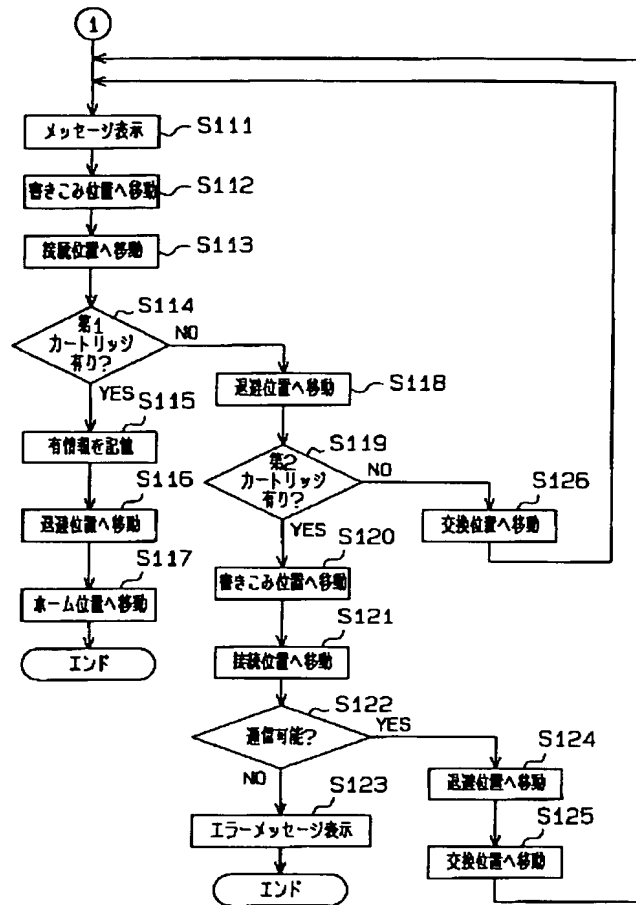 1
メッセージ表示
S111
書きこみ位置へ移動
S112
接続位置へ移動
S113
第1
カートリッジ
有り?
S114
NO
YES
有情報を記憶
S115
退避位置へ移動
S116
ホーム位置へ移動
S117
エンド
退避位置へ移動
S118
第2
カートリッジ
有り?
S119
NO
YES
交換位置へ移動
S126
書きこみ位置へ移動
S120
接続位置へ移動
S121
通信可能?
S122
YES
NO
エラーメッセージ表示
S123
エンド
退避位置へ移動
S124
交換位置へ移動
S125